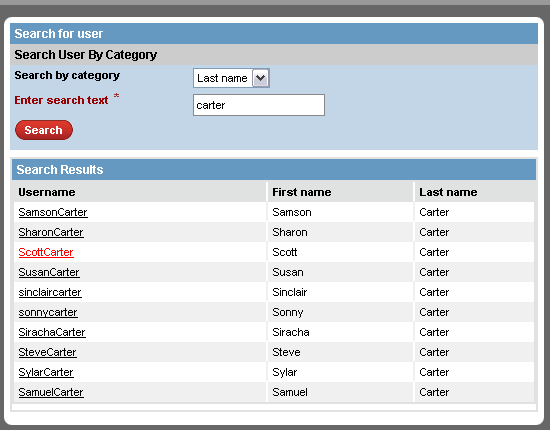 Search for user
Search User By Category
Search by category Last name
Enter search text * carter
Search
Search Results
Username First name Last name
SamsonCarter Samson Carter
SharonCarter Sharon Carter
ScottCarter Scott Carter
SusanCarter Susan Carter
sinclaircarter Sinclair Carter
sonnycarter Sonny Carter
SirachaCarter Siracha Carter
SteveCarter Steve Carter
SylarCarter Sylar Carter
SamuelCarter Samuel Carter